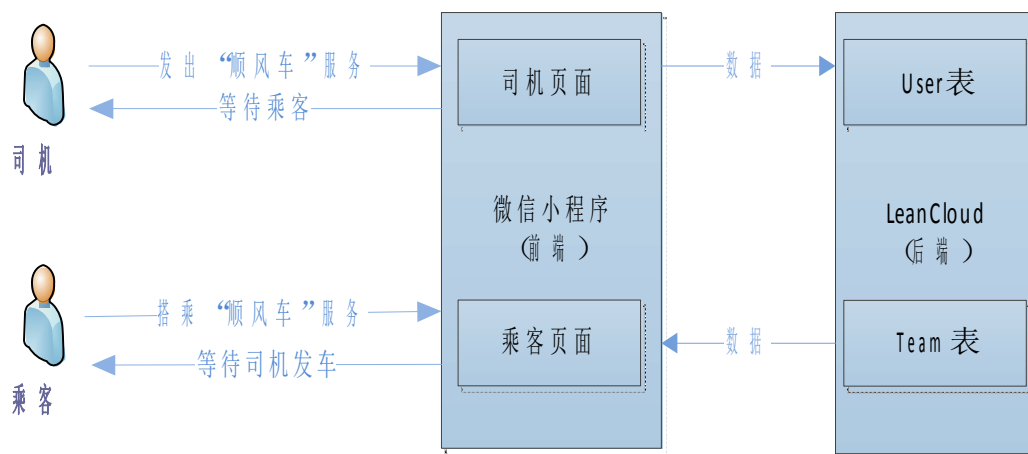 发出“顺风车”服务
等待乘客
司机
司机页面
数据
User表
微信小程序
(前端)
LeanCloud
(后端)
搭乘“顺风车”服务
等待司机发车
乘客
乘客页面
数据
Team表